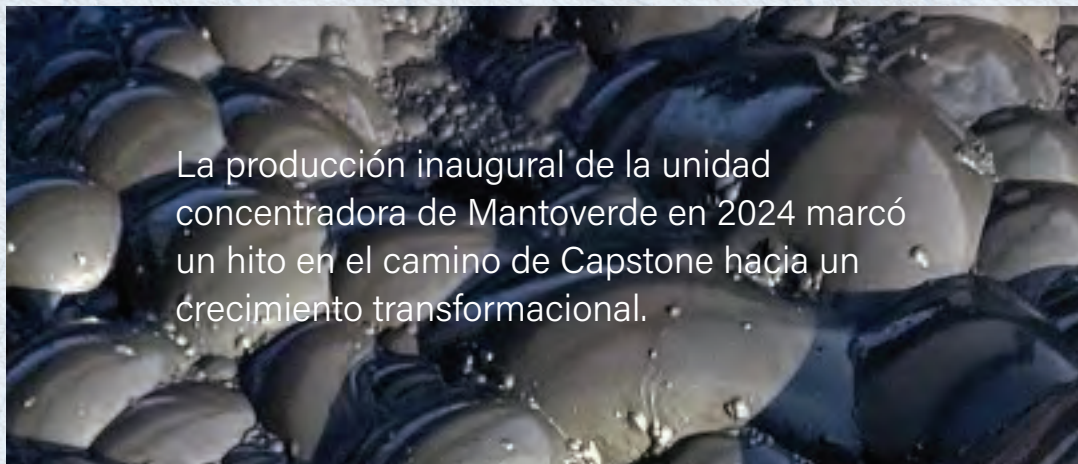 La producción inaugural de la unidad
concentradora de Mantoverde en 2024 marcó
un hito en el camino de Capstone hacia un
crecimiento transformacional.